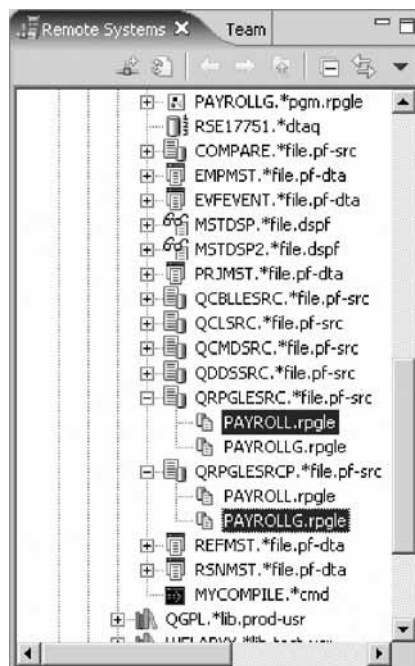 Remote Systems Team
PAYROLLG.*pgm.rpgle
RSE17751.*dtaq
COMPARE.*file.pf-src
EMPMST.*file.pf-dta
EVFEVENT.*file.pf-dta
MSTDSP.*file.dspf
MSTDSP2.*file.dspf
PRJMST.*file.pf-dta
QCBLLESRC.*file.pf-src
QCLSRC.*file.pf-src
QCMDSRC.*file.pf-src
QDDSSRC.*file.pf-src
QRPGLESRC.*file.pf-src
PAYROLL.rpgle
PAYROLLG.rpgle
QRPGLESRCP.*file.pf-src
PAYROLL.rpgle
PAYROLLG.rpgle
REFMST.*file.pf-dta
RSNMST.*file.pf-dta
MYCOMPILE.*cmd
QGPL.*lib.prod-usr